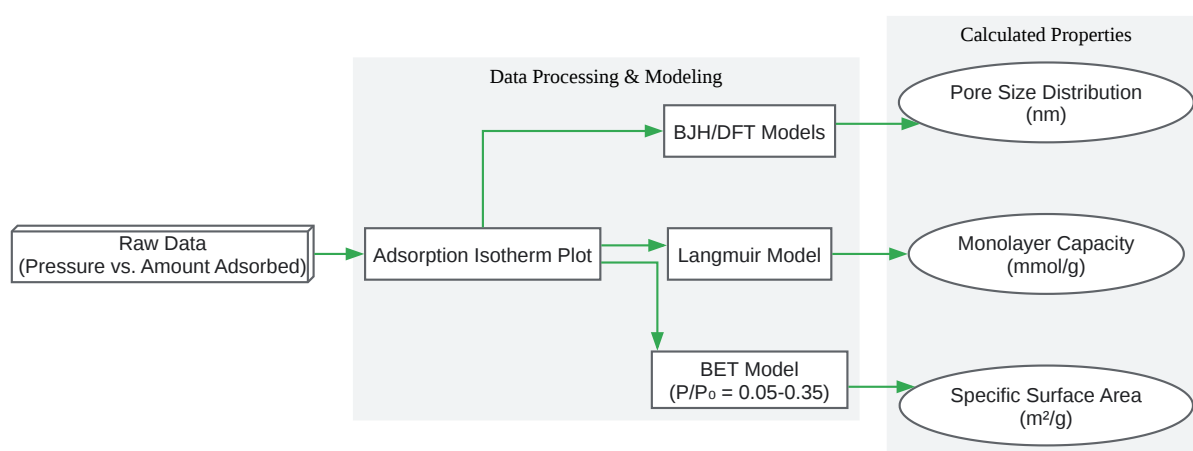 Calculated Properties
Data Processing & Modeling
Pore Size Distribution
(nm)
BJH/DFT Models
Raw Data
(Pressure vs. Amount Adsorbed)
Adsorption Isotherm Plot
Langmuir Model
Monolayer Capacity
(mmol/g)
BET Model
(P/P₀ = 0.05-0.35)
Specific Surface Area
(m²/g)